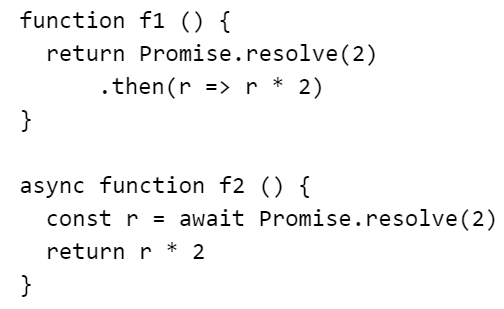 function f1 () {
  return Promise.resolve(2)
      .then(r => r * 2)
}

async function f2 () {
  const r = await Promise.resolve(2)
  return r * 2
}